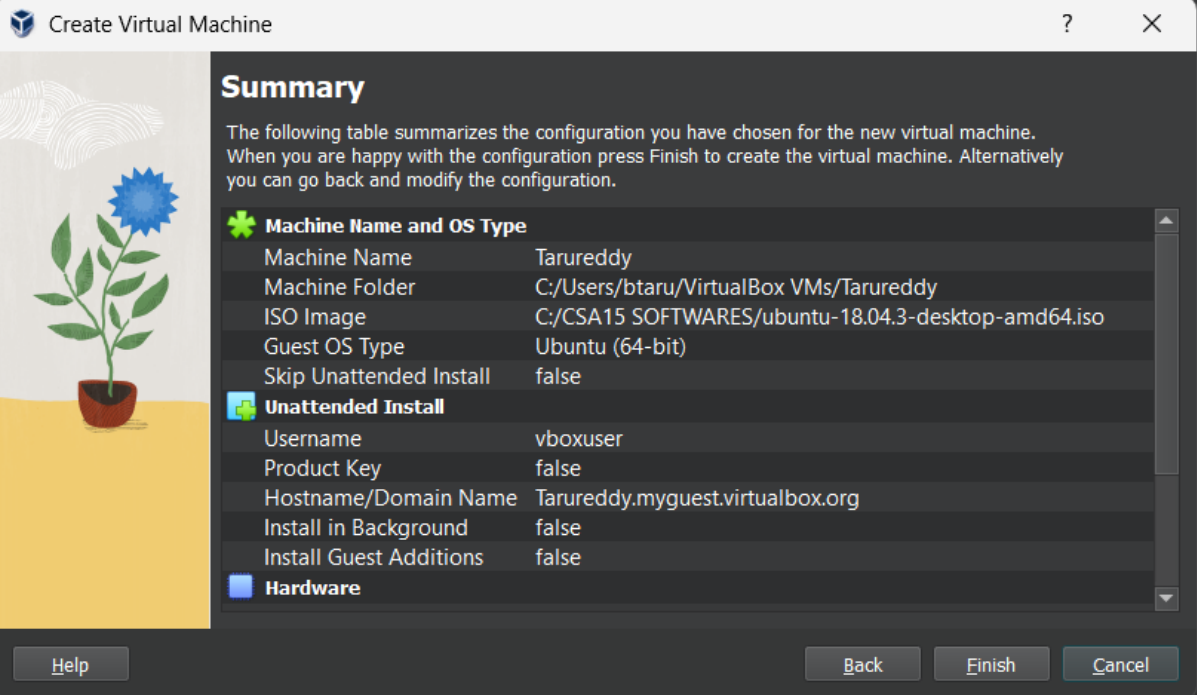 Create Virtual Machine ?
Summary
The following table summarizes the configuration you have chosen for the new virtual machine.
When you are happy with the configuration press Finish to create the virtual machine. Alternatively
you can go back and modify the configuration.
Machine Name and OS Type
Machine Name Tarureddy
Machine Folder C:/Users/btaru/VirtualBox VMs/Tarureddy
ISO Image C:/CSA15 SOFTWARES/ubuntu-18.04.3-desktop-amd64.iso
Guest OS Type Ubuntu (64-bit)
Skip Unattended Install false
Unattended Install
Username vboxuser
Product Key false
Hostname/Domain Name Tarureddy.myguest.virtualbox.org
Install in Background false
Install Guest Additions false
Hardware
Help Back Finish Cancel